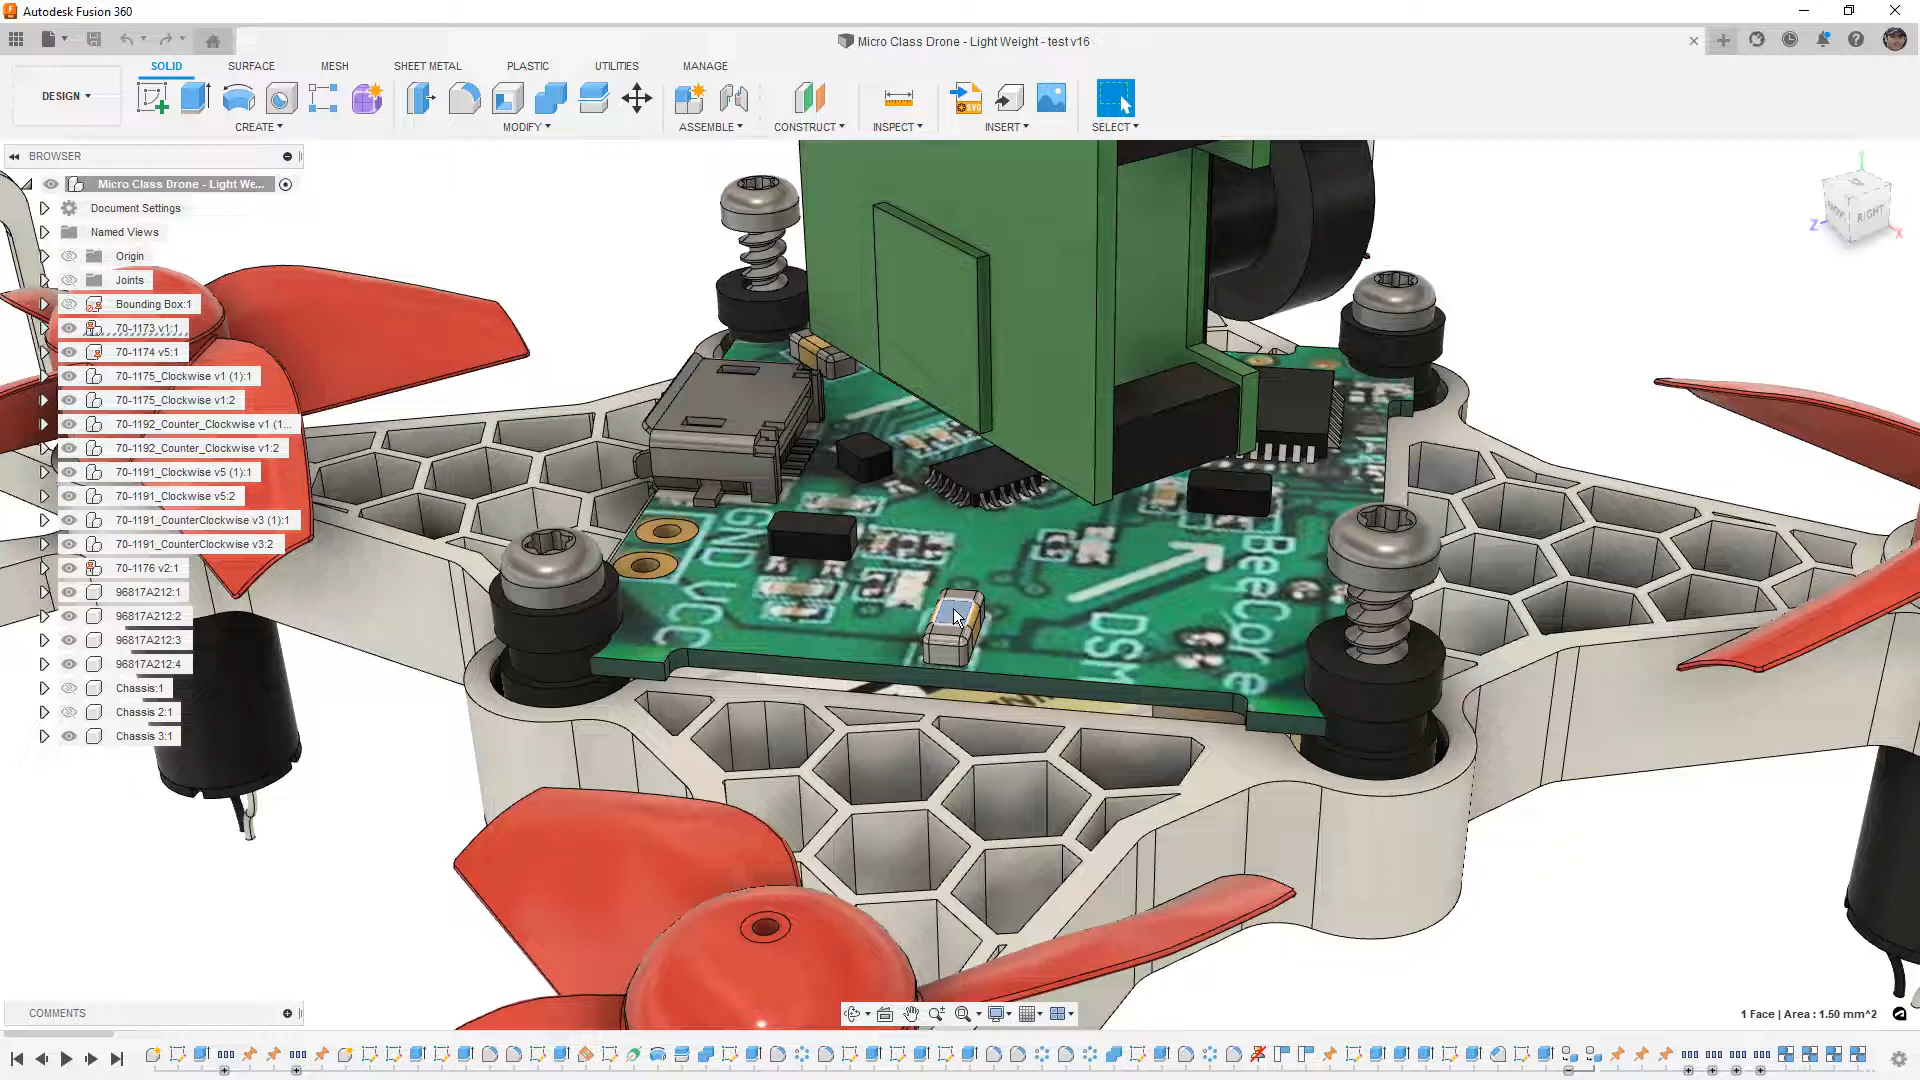 Autodesk Fusion 360
Micro Class Drone - Light Weight - test v16
DESIGN
SOLID
SURFACE
MESH
SHEET METAL
PLASTIC
UTILITIES
MANAGE
CREATE
MODIFY
ASSEMBLE
CONSTRUCT
INSPECT
INSERT
SELECT
BROWSER
Micro Class Drone - Light We...
Document Settings
Named Views
Origin
Joints
Bounding Box:1
70-1173 v1:1
70-1174 v5:1
70-1175_Clockwise v1 (1):1
70-1175_Clockwise v1:2
70-1192_Counter_Clockwise v1 (1...
70-1192_Counter_Clockwise v1:2
70-1191_Clockwise v5 (1):1
70-1191_Clockwise v5:2
70-1191_CounterClockwise v3 (1):1
70-1191_CounterClockwise v3:2
70-1176 v2:1
96817A212:1
96817A212:2
96817A212:3
96817A212:4
Chassis:1
Chassis 2:1
Chassis 3:1
RIGHT
Z
X
SVG
GND VCC
DSM
BeeCore
COMMENTS
1 Face | Area : 1.50 mm^2